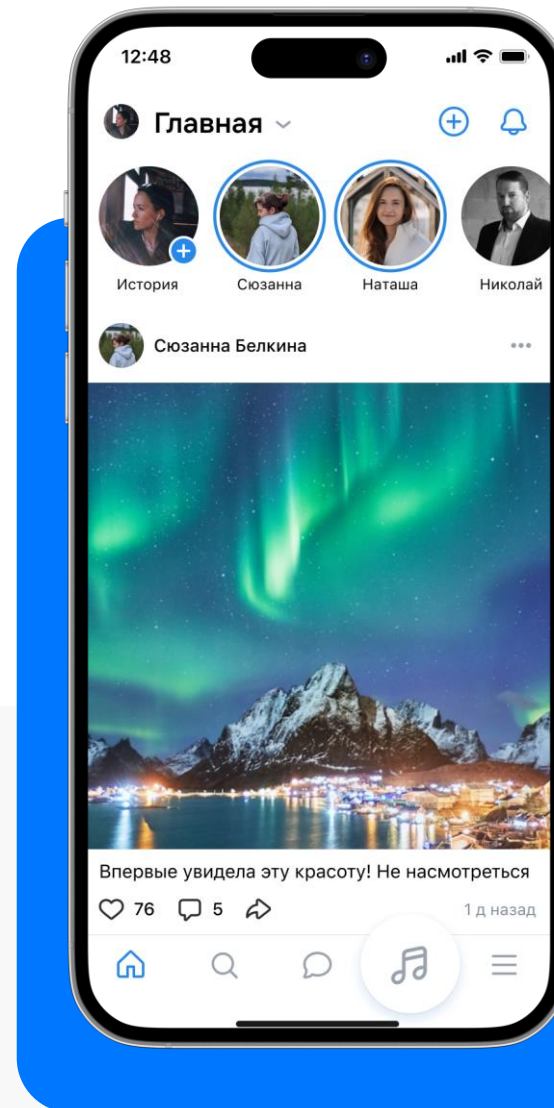 12:48
Главная
История
Сюзанна
Наташа
Николай
Сюзанна Белкина
Впервые увидела эту красоту! Не насмотреться
76
5
1 д назад